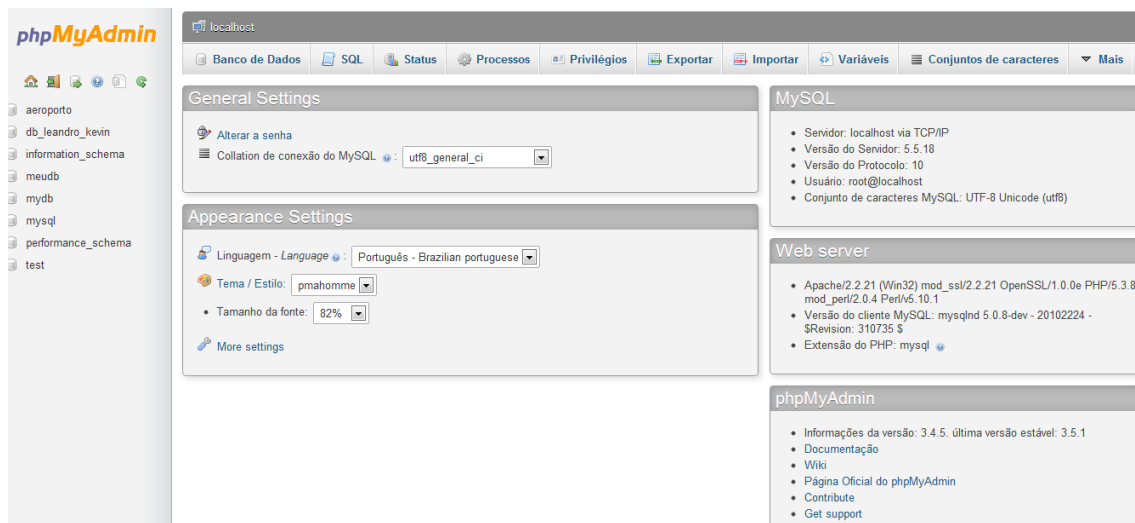 phpMyAdmin
aeroporto
db_leandro_kevin
information_schema
meudb
mydb
mysql
performance_schema
test
localhost
Banco de Dados SQL Status Processos Privilégios Exportar Importar Variáveis Conjuntos de caracteres Mais
General Settings
Alterar a senha
Collation de conexão do MySQL : utf8_general_ci
Appearance Settings
Linguagem - Language : Português - Brazilian portuguese
Tema / Estilo: pmahomme
Tamanho da fonte: 82%
More settings
MySQL
Servidor: localhost via TCP/IP
Versão do Servidor: 5.5.18
Versão do Protocolo: 10
Usuário: root@localhost
Conjunto de caracteres MySQL: UTF-8 Unicode (utf8)
Web server
Apache/2.2.21 (Win32) mod_ssl/2.2.21 OpenSSL/1.0.0e PHP/5.3.8
mod_perl/2.0.4 Perl/v5.10.1
Versão do cliente MySQL: mysqlnd 5.0.8-dev - 20102224 -
$Revision: 310735 $
Extensão do PHP: mysql
phpMyAdmin
Informações da versão: 3.4.5. última versão estável: 3.5.1
Documentação
Wiki
Página Oficial do phpMyAdmin
Contribute
Get support